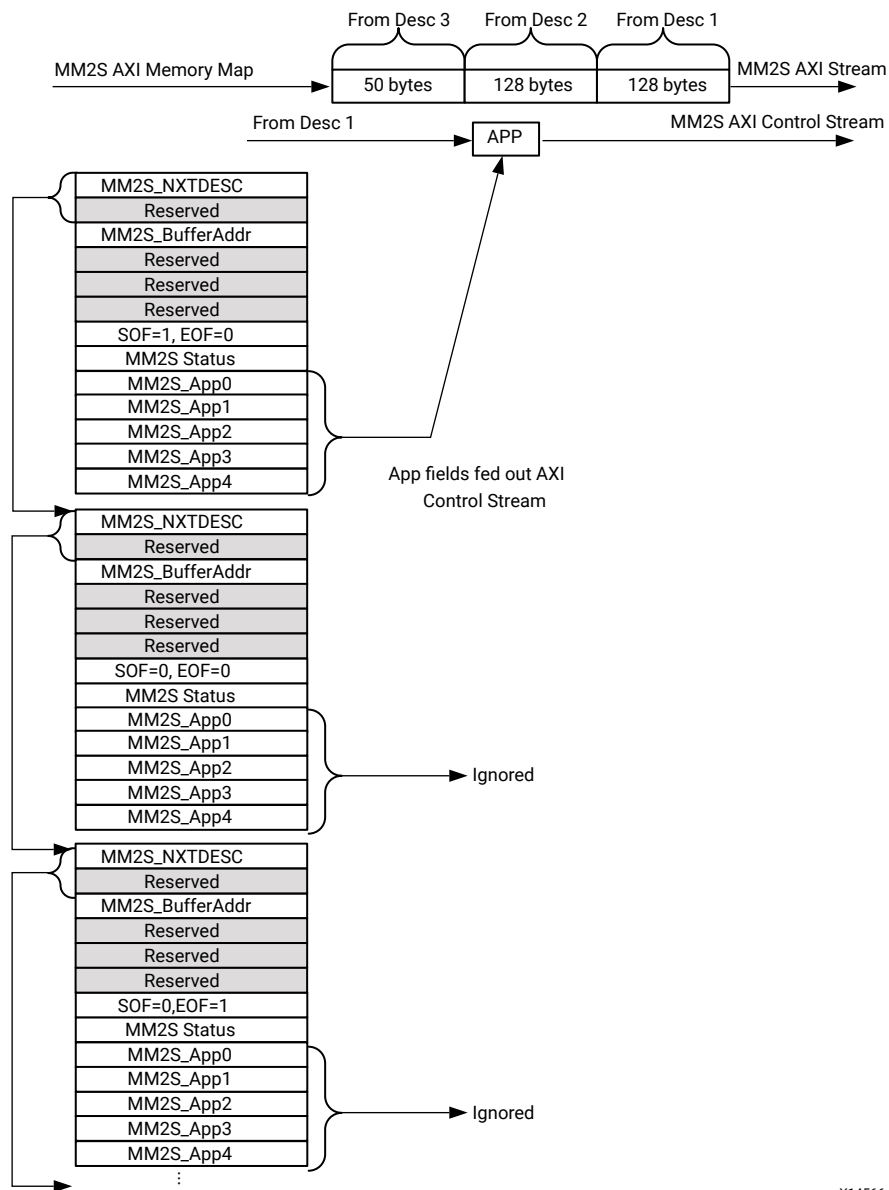 From Desc 3 From Desc 2 From Desc 1
MM2S AXI Memory Map
50 bytes 128 bytes 128 bytes
MM2S AXI Stream
From Desc 1
APP
MM2S AXI Control Stream
MM2S_NXTDESC
Reserved
MM2S_BufferAddr
Reserved
Reserved
Reserved
SOF=1, EOF=0
MM2S Status
MM2S_App0
MM2S_App1
MM2S_App2
MM2S_App3
MM2S_App4
App fields fed out AXI
Control Stream
MM2S_NXTDESC
Reserved
MM2S_BufferAddr
Reserved
Reserved
Reserved
SOF=0, EOF=0
MM2S Status
MM2S_App0
MM2S_App1
MM2S_App2
MM2S_App3
MM2S_App4
Ignored
MM2S_NXTDESC
Reserved
MM2S_BufferAddr
Reserved
Reserved
Reserved
SOF=0,EOF=1
MM2S Status
MM2S_App0
MM2S_App1
MM2S_App2
MM2S_App3
MM2S_App4
Ignored
⋮